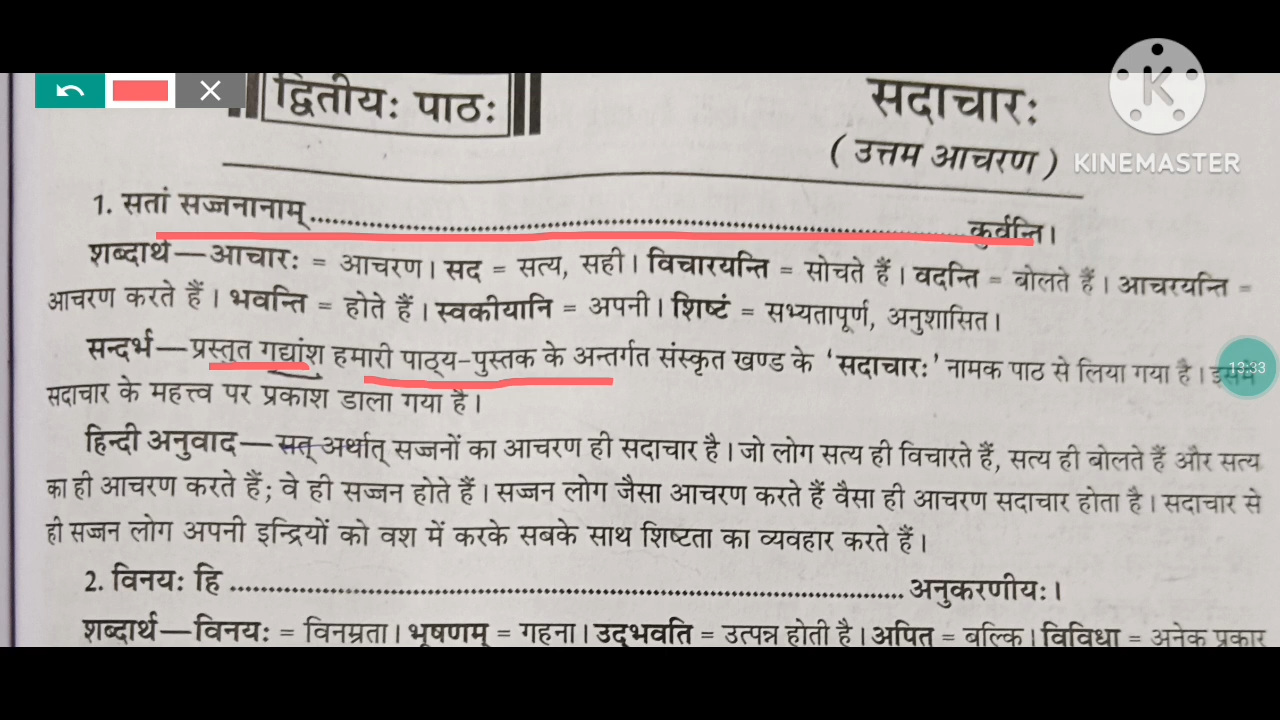 द्वितीयः पाठः
सदाचारः
( उत्तम आचरण )
KINEMASTER
1. सतां सज्जनानाम्........................................................कुर्वन्ति।
शब्दार्थ—आचारः = आचरण। सद = सत्य, सही। विचारयन्ति = सोचते हैं। वदन्ति = बोलते हैं। आचरयन्ति =
आचरण करते हैं। भवन्ति = होते हैं। स्वकीयानि = अपनी। शिष्टं = सभ्यतापूर्ण, अनुशासित।
सन्दर्भ—प्रस्तुत गद्यांश हमारी पाठ्य-पुस्तक के अन्तर्गत संस्कृत खण्ड के ‘सदाचारः’ नामक पाठ से लिया गया है।
13:33
सदाचार के महत्त्व पर प्रकाश डाला गया है।
हिन्दी अनुवाद—सत् अर्थात् सज्जनों का आचरण ही सदाचार है। जो लोग सत्य ही विचारते हैं, सत्य ही बोलते हैं और सत्य
का ही आचरण करते हैं; वे ही सज्जन होते हैं। सज्जन लोग जैसा आचरण करते हैं वैसा ही आचरण सदाचार होता है। सदाचार से
ही सज्जन लोग अपनी इन्द्रियों को वश में करके सबके साथ शिष्टता का व्यवहार करते हैं।
2. विनयः हि ........................................................ अनुकरणीयः।
शब्दार्थ—विनयः = विनम्रता। भूषणम् = गहना। उद्भवति = उत्पन्न होती है। अपित = बल्कि। विविधा = अनेक प्रकार